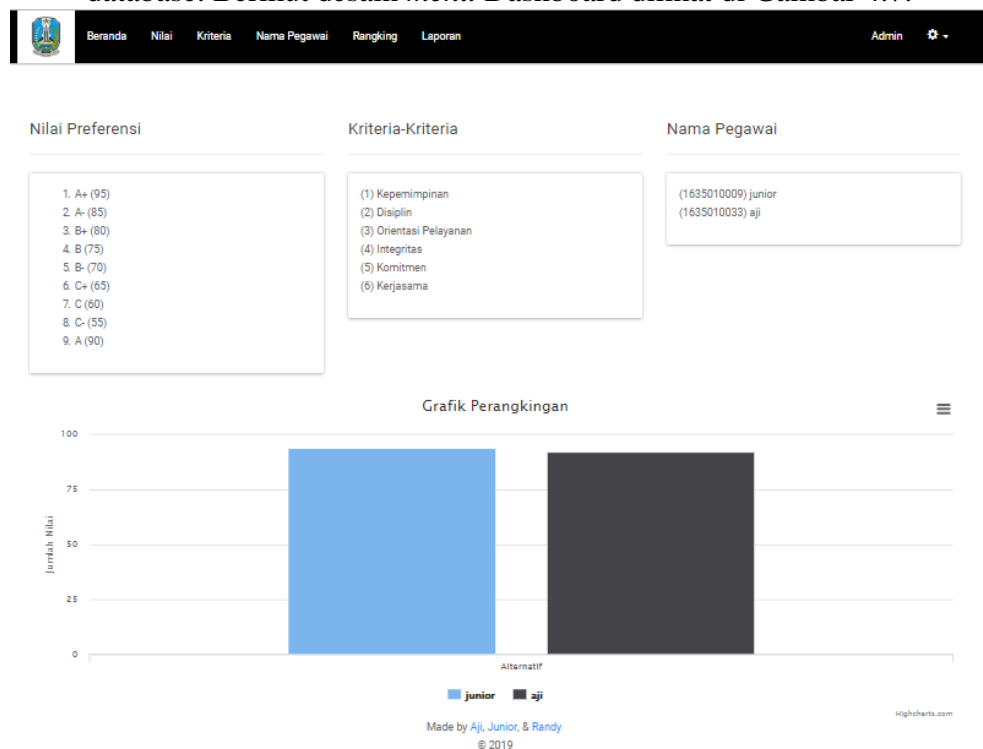 Beranda Nilai Kriteria Nama Pegawai Rangking Laporan Admin
Nilai Preferensi
1. A+ (95)
2. A- (85)
3. B+ (80)
4. B (75)
5. B- (70)
6. C+ (65)
7. C (60)
8. C- (55)
9. A (90)
Kriteria-Kriteria
(1) Kepemimpinan
(2) Disiplin
(3) Orientasi Pelayanan
(4) Integritas
(5) Komitmen
(6) Kerjasama
Nama Pegawai
(1635010009) junior
(1635010033) aji
Grafik Perangkingan
100
75
50
25
0
Jumlah Nilai
Alternatif
junior aji
Highcharts.com
Made by Aji, Junior, & Randy
© 2019